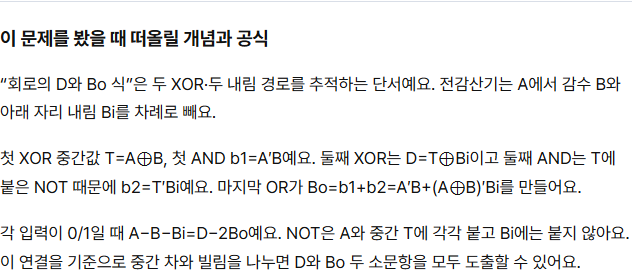 이 문제를 봤을 때 떠올릴 개념과 공식
“회로의 D와 Bo 식”은 두 XOR·두 내림 경로를 추적하는 단서예요. 전감산기는 A에서 감수 B와
아래 자리 내림 Bi를 차례로 빼요.
첫 XOR 중간값 T=A⊕B, 첫 AND b1=A′B예요. 둘째 XOR는 D=T⊕Bi이고 둘째 AND는 T에
붙은 NOT 때문에 b2=T′Bi예요. 마지막 OR가 Bo=b1+b2=A′B+(A⊕B)′Bi를 만들어요.
각 입력이 0/1일 때 A−B−Bi=D−2Bo예요. NOT은 A와 중간 T에 각각 붙고 Bi에는 붙지 않아요.
이 연결을 기준으로 중간 차와 빌림을 나누면 D와 Bo 두 소문항을 모두 도출할 수 있어요.